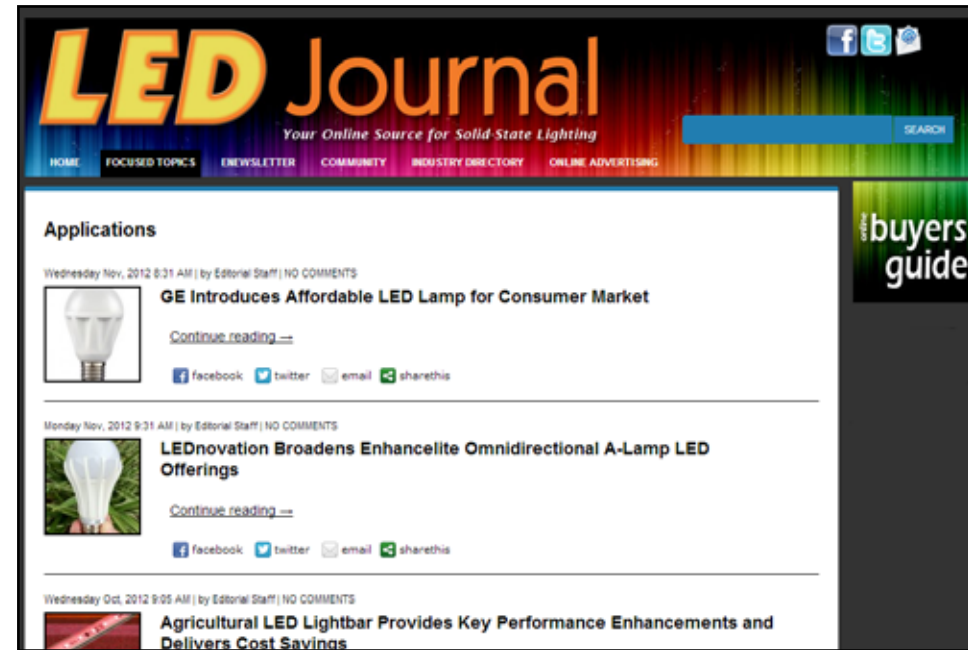 LED Journal
Your Online Source for Solid-State Lighting
SEARCH
HOME FOCUSED TOPICS ENEWSLETTER COMMUNITY INDUSTRY DIRECTORY ONLINE ADVERTISING
online
buyers
guide
Applications
Wednesday Nov, 2012 8:31 AM | by Editorial Staff | NO COMMENTS
GE Introduces Affordable LED Lamp for Consumer Market
Continue reading →
facebook twitter email sharethis
Monday Nov, 2012 9:31 AM | by Editorial Staff | NO COMMENTS
LEDnovation Broadens Enhancelite Omnidirectional A-Lamp LED
Offerings
Continue reading →
facebook twitter email sharethis
Wednesday Oct, 2012 9:05 AM | by Editorial Staff | NO COMMENTS
Agricultural LED Lightbar Provides Key Performance Enhancements and
Delivers Cost Savings